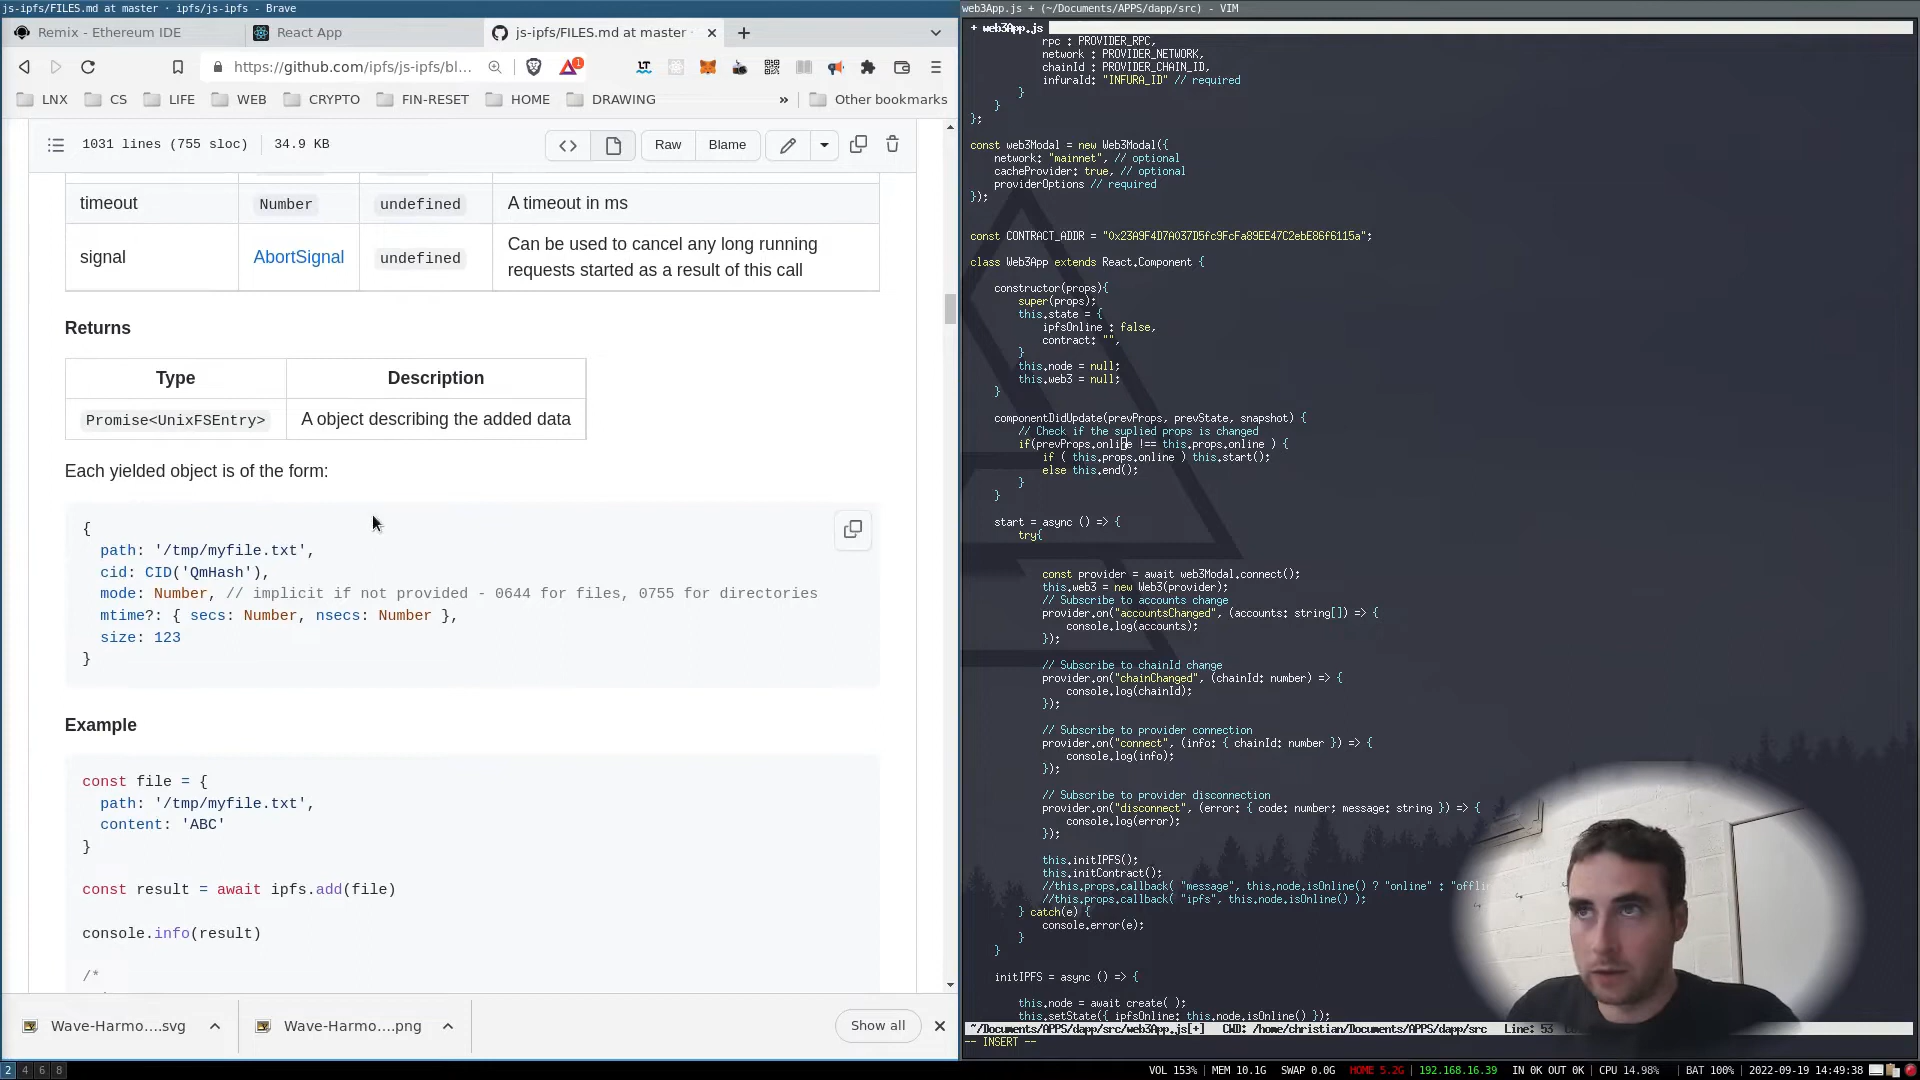 js-ipfs/FILES.md at master · ipfs/js-ipfs - Brave
Remix - Ethereum IDE
React App
js-ipfs/FILES.md at master
https://github.com/ipfs/js-ipfs/bl...
LNX
CS
LIFE
WEB
CRYPTO
FIN-RESET
HOME
DRAWING
»
Other bookmarks
1031 lines (755 sloc)
34.9 KB
Raw
Blame
timeout Number undefined A timeout in ms
signal AbortSignal undefined Can be used to cancel any long running
requests started as a result of this call
Returns
Type Description
Promise<UnixFSEntry> A object describing the added data
Each yielded object is of the form:
{
path: '/tmp/myfile.txt',
cid: CID('QmHash'),
mode: Number, // implicit if not provided - 0644 for files, 0755 for directories
mtime?: { secs: Number, nsecs: Number },
size: 123
}
Example
const file = {
path: '/tmp/myfile.txt',
content: 'ABC'
}
const result = await ipfs.add(file)
console.info(result)
/*
Wave-Harmo....svg
Wave-Harmo....png
Show all
web3App.js + (~/Documents/APPS/dapp/src) - VIM
+ web3App.js
rpc : PROVIDER_RPC,
network : PROVIDER_NETWORK,
chainId : PROVIDER_CHAIN_ID,
infuraId: "INFURA_ID" // required
}
}
};
const web3Modal = new Web3Modal({
network: "mainnet", // optional
cacheProvider: true, // optional
providerOptions // required
});
const CONTRACT_ADDR = "0x23A9F4D7A037D5fc9FcFa89EE47C2ebE86f6115a";
class Web3App extends React.Component {
constructor(props){
super(props);
this.state = {
ipfsOnline : false,
contract: "",
}
this.node = null;
this.web3 = null;
}
componentDidUpdate(prevProps, prevState, snapshot) {
// Check if the suplied props is changed
if(prevProps.online !== this.props.online ) {
if ( this.props.online ) this.start();
else this.end();
}
}
start = async () => {
try{
const provider = await web3Modal.connect();
this.web3 = new Web3(provider);
// Subscribe to accounts change
provider.on("accountsChanged", (accounts: string[]) => {
console.log(accounts);
});
// Subscribe to chainId change
provider.on("chainChanged", (chainId: number) => {
console.log(chainId);
});
// Subscribe to provider connection
provider.on("connect", (info: { chainId: number }) => {
console.log(info);
});
// Subscribe to provider disconnection
provider.on("disconnect", (error: { code: number; message: string }) => {
console.log(error);
});
this.initIPFS();
this.initContract();
//this.props.callback( "message", this.node.isOnline() ? "online" : "offli
//this.props.callback( "ipfs", this.node.isOnline() );
} catch(e) {
console.error(e);
}
}
initIPFS = async () => {
this.node = await create( );
this.setState({ ipfsOnline: this.node.isOnline() });
~/Documents/APPS/dapp/src/web3App.js[+] CWD: /home/christian/Documents/APPS/dapp/src Line: 53
-- INSERT --
2 4 6 8
VOL 153% | MEM 10.1G | SWAP 0.0G | HOME 5.2G | 192.168.16.39 | IN 0K OUT 0K | CPU 14.98% | BAT 100% | 2022-09-19 14:49:38